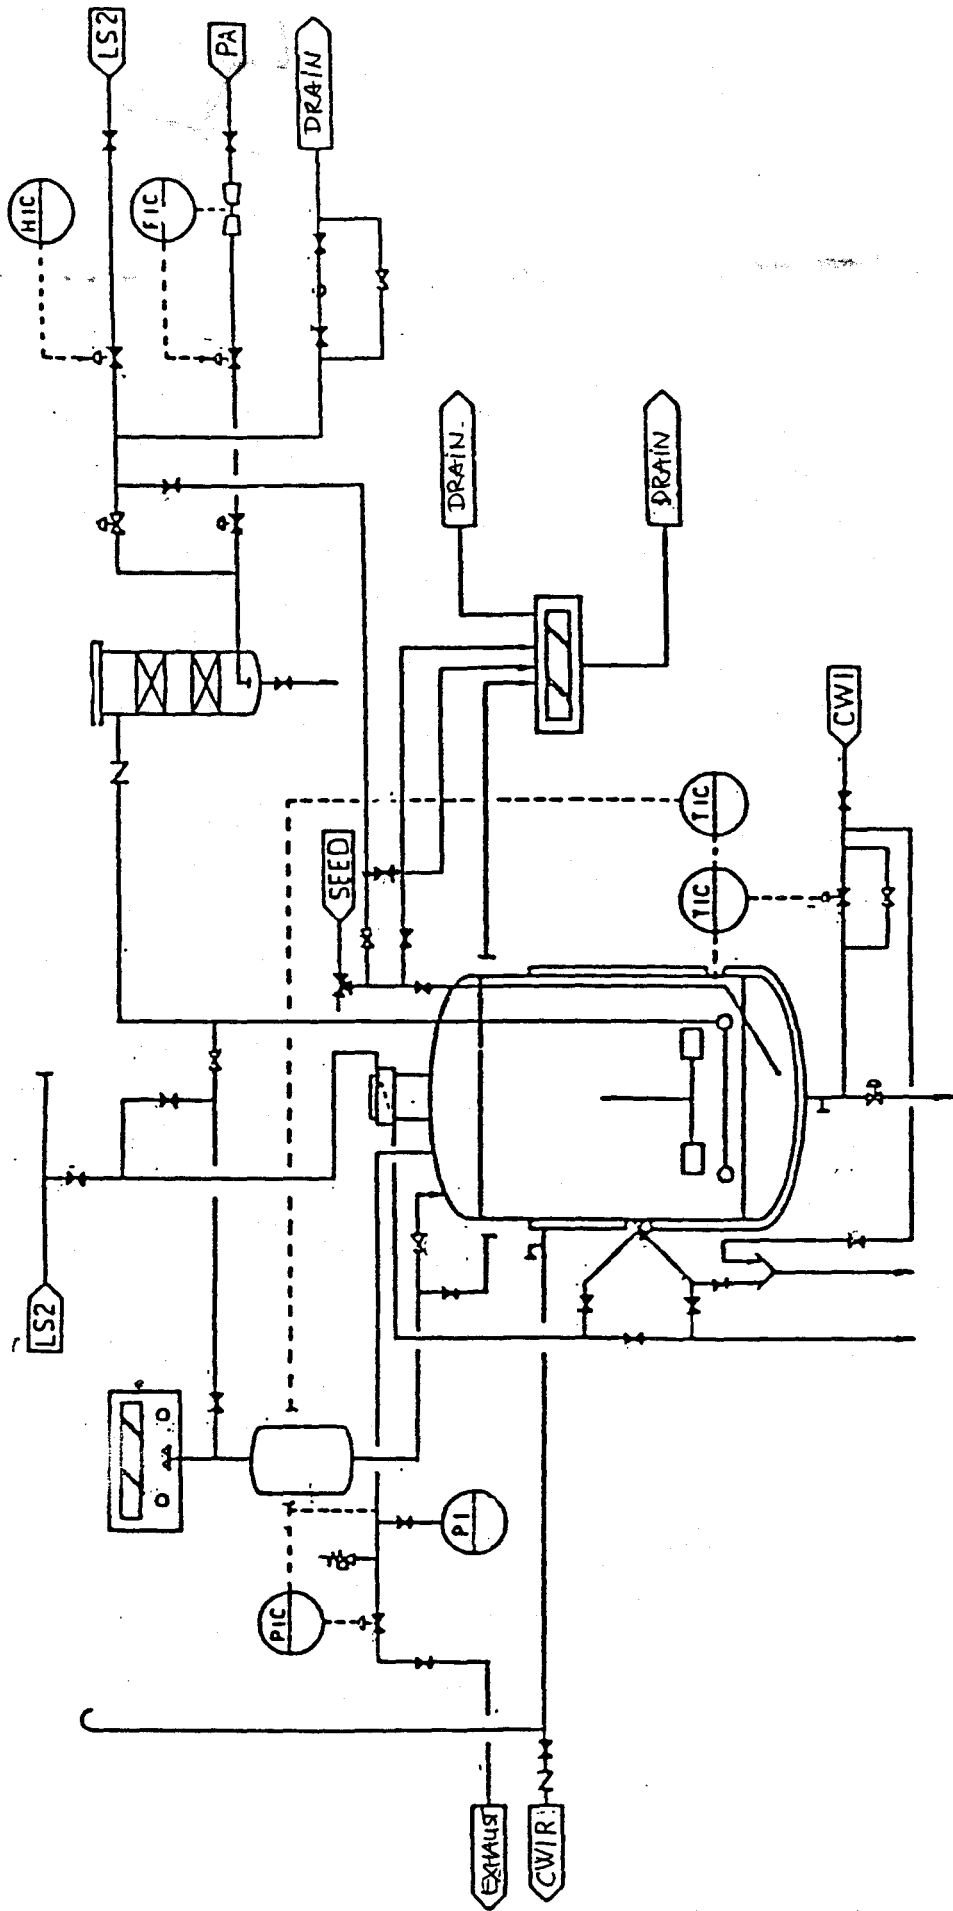 LS2
PA
DRAIN
HIC
FIC
DRAIN.
DRAIN
CWI
SEED
TIC
TIC
LS2
PI
PIC
EXHAUST
CWIR